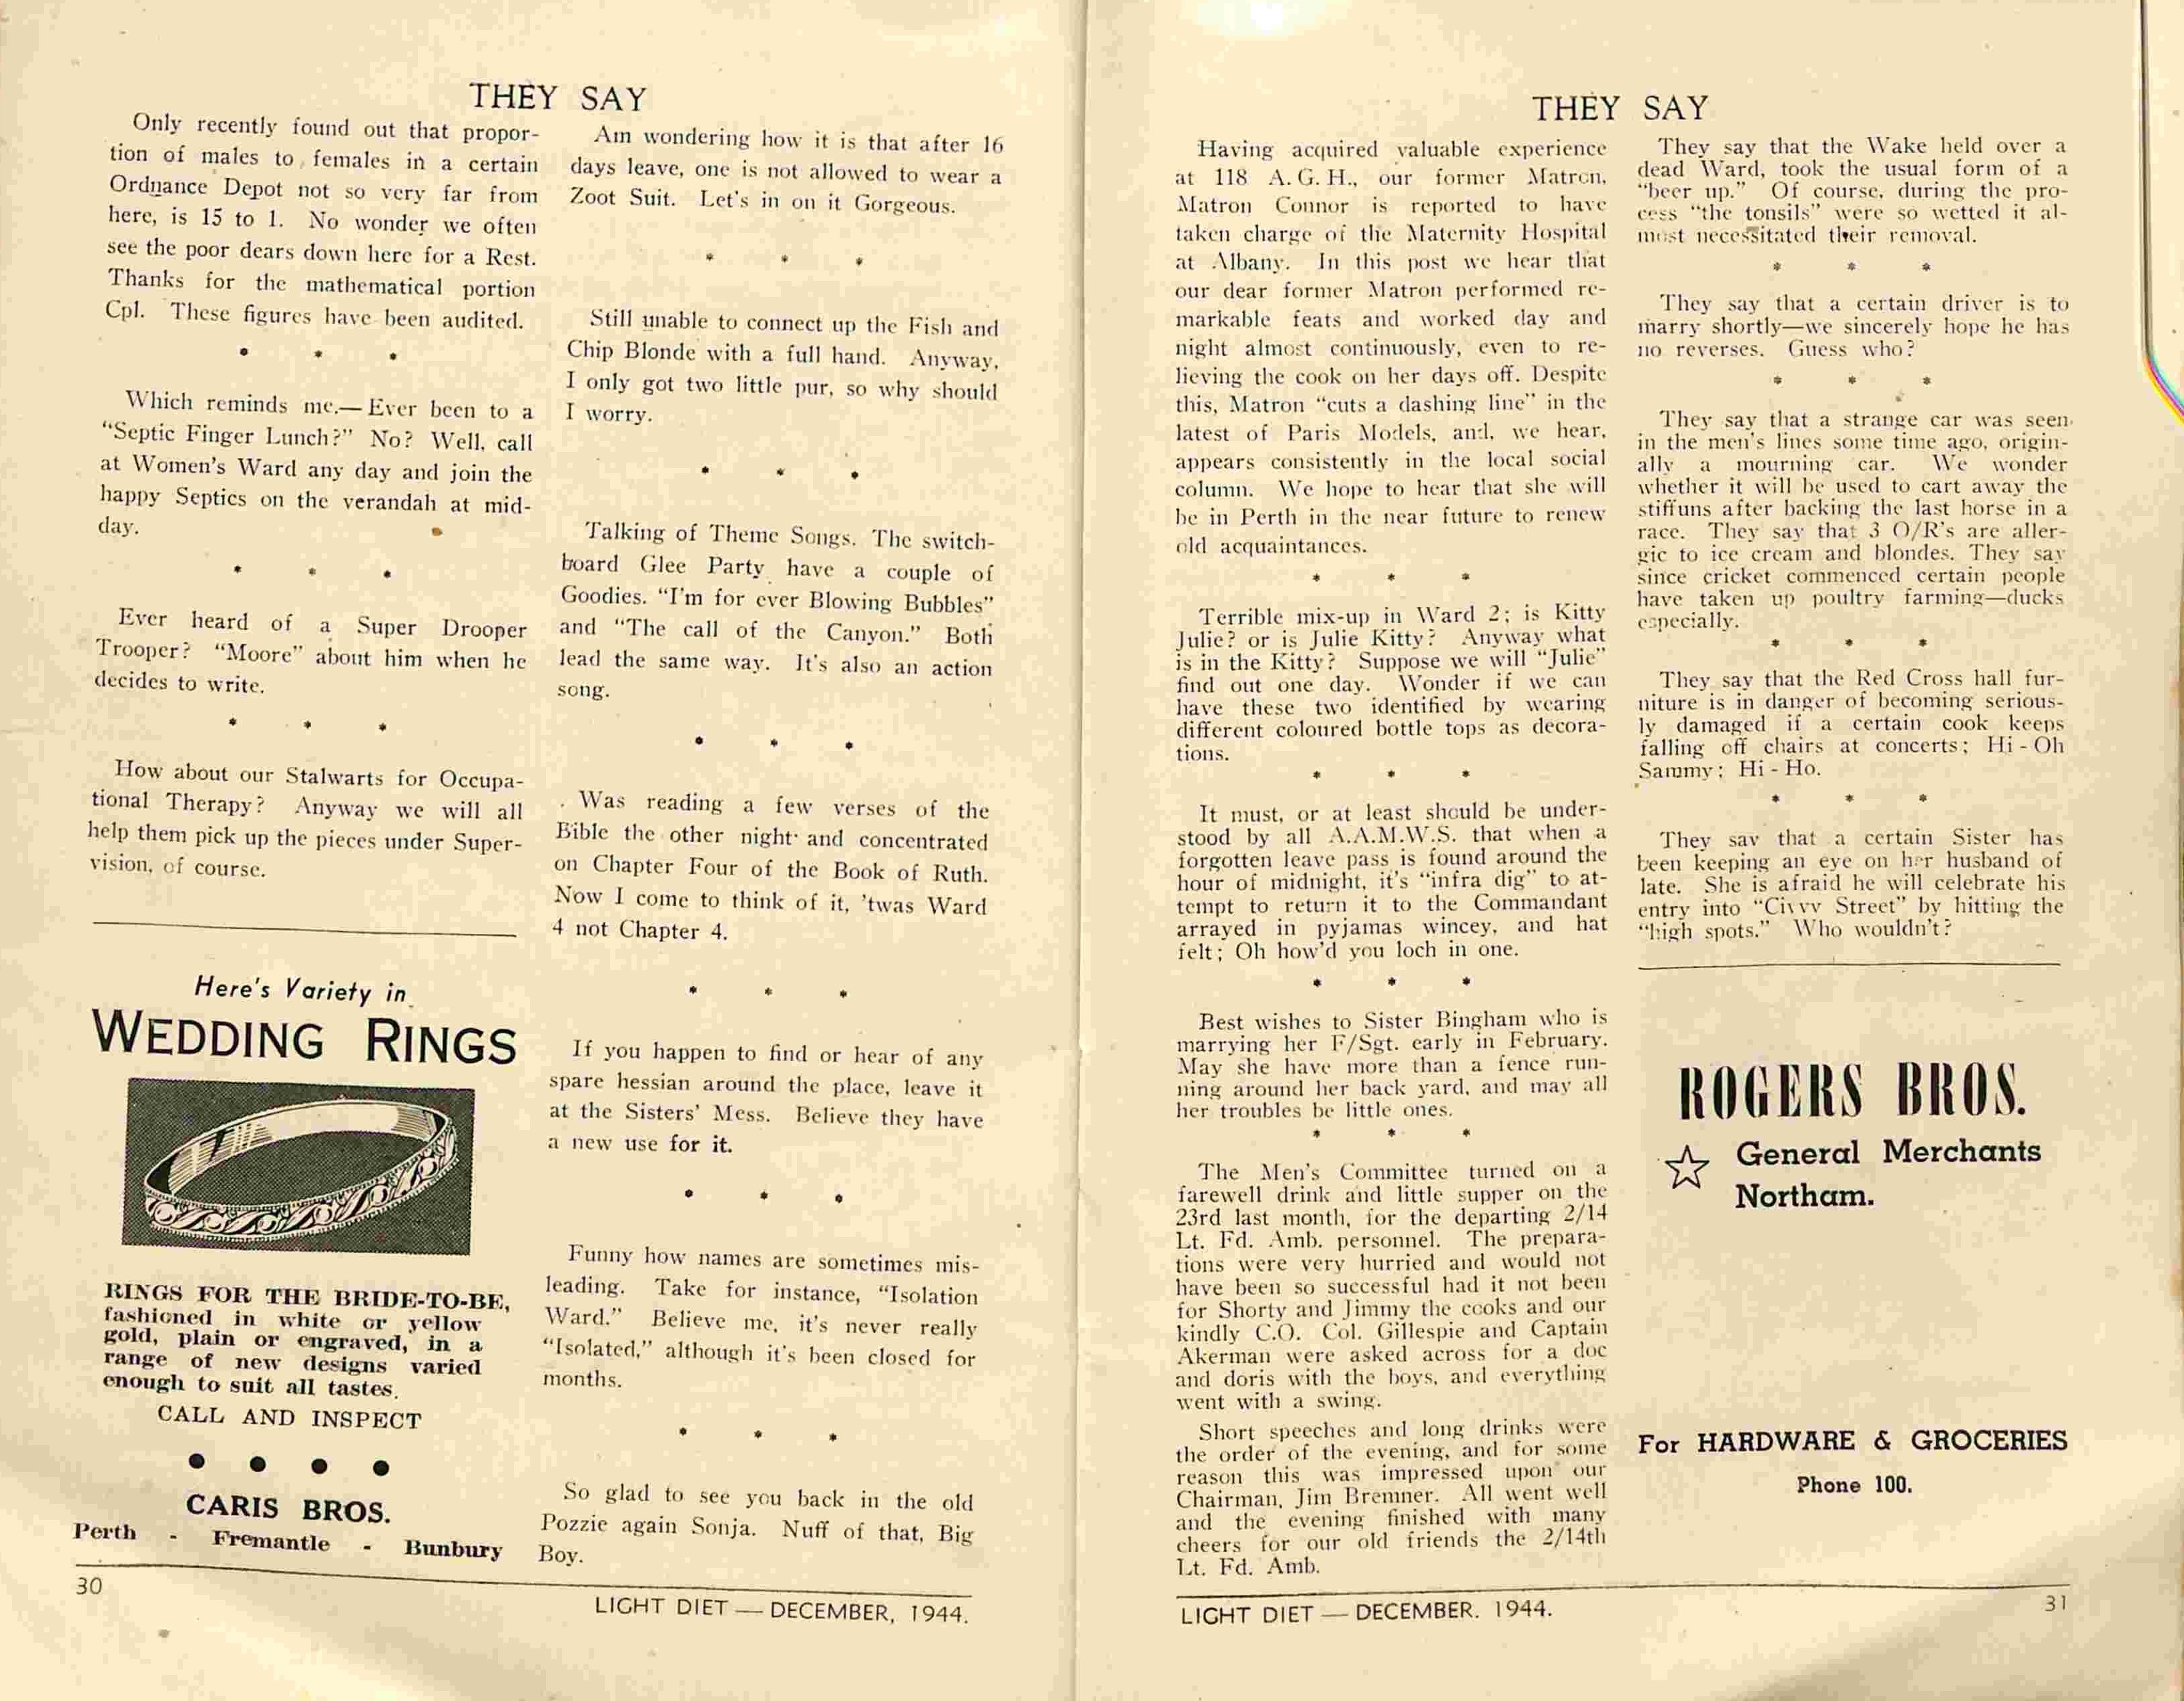 THEY SAY
Only recently found out that propor-
tion of males to females in a certain
Ordnance Depot not so very far from
here, is 15 to 1. No wonder we often
see the poor dears down here for a Rest.
Thanks for the mathematical portion
Cpl. These figures have been audited.
* * *
Which reminds me.—Ever been to a
"Septic Finger Lunch?" No? Well, call
at Women's Ward any day and join the
happy Septics on the verandah at mid-
day.
* * *
Ever heard of a Super Drooper
Trooper? "Moore" about him when he
decides to write.
* * *
How about our Stalwarts for Occupa-
tional Therapy? Anyway we will all
help them pick up the pieces under Super-
vision, of course.
Here's Variety in
WEDDING RINGS
RINGS FOR THE BRIDE-TO-BE,
fashioned in white or yellow
gold, plain or engraved, in a
range of new designs varied
enough to suit all tastes.
CALL AND INSPECT
● ● ● ●
CARIS BROS.
Perth - Fremantle - Bunbury
Am wondering how it is that after 16
days leave, one is not allowed to wear a
Zoot Suit. Let's in on it Gorgeous.
* * *
Still unable to connect up the Fish and
Chip Blonde with a full hand. Anyway,
I only got two little pur, so why should
I worry.
* * *
Talking of Theme Songs. The switch-
board Glee Party have a couple of
Goodies. "I'm for ever Blowing Bubbles"
and "The call of the Canyon." Both
lead the same way. It's also an action
song.
* * *
Was reading a few verses of the
Bible the other night and concentrated
on Chapter Four of the Book of Ruth.
Now I come to think of it, 'twas Ward
4 not Chapter 4.
* * *
If you happen to find or hear of any
spare hessian around the place, leave it
at the Sisters' Mess. Believe they have
a new use for it.
* * *
Funny how names are sometimes mis-
leading. Take for instance, "Isolation
Ward." Believe me, it's never really
"Isolated," although it's been closed for
months.
* * *
So glad to see you back in the old
Pozzie again Sonja. Nuff of that, Big
Boy.
30
LIGHT DIET — DECEMBER, 1944.
THEY SAY
Having acquired valuable experience
at 118 A.G.H., our former Matron,
Matron Connor is reported to have
taken charge of the Maternity Hospital
at Albany. In this post we hear that
our dear former Matron performed re-
markable feats and worked day and
night almost continuously, even to re-
lieving the cook on her days off. Despite
this, Matron "cuts a dashing line" in the
latest of Paris Models, and, we hear,
appears consistently in the local social
column. We hope to hear that she will
be in Perth in the near future to renew
old acquaintances.
* * *
Terrible mix-up in Ward 2; is Kitty
Julie? or is Julie Kitty? Anyway what
is in the Kitty? Suppose we will "Julie"
find out one day. Wonder if we can
have these two identified by wearing
different coloured bottle tops as decora-
tions.
* * *
It must, or at least should be under-
stood by all A.A.M.W.S. that when a
forgotten leave pass is found around the
hour of midnight, it's "infra dig" to at-
tempt to return it to the Commandant
arrayed in pyjamas wincey, and hat
felt; Oh how'd you loch in one.
* * *
Best wishes to Sister Bingham who is
marrying her F/Sgt. early in February.
May she have more than a fence run-
ning around her back yard, and may all
her troubles be little ones.
* * *
The Men's Committee turned on a
farewell drink and little supper on the
23rd last month, for the departing 2/14
Lt. Fd. Amb. personnel. The prepara-
tions were very hurried and would not
have been so successful had it not been
for Shorty and Jimmy the cooks and our
kindly C.O. Col. Gillespie and Captain
Akerman were asked across for a doc
and doris with the boys, and everything
went with a swing.
Short speeches and long drinks were
the order of the evening, and for some
reason this was impressed upon our
Chairman, Jim Bremner. All went well
and the evening finished with many
cheers for our old friends the 2/14th
Lt. Fd. Amb.
They say that the Wake held over a
dead Ward, took the usual form of a
"beer up." Of course, during the pro-
cess "the tonsils" were so wetted it al-
most necessitated their removal.
* * *
They say that a certain driver is to
marry shortly—we sincerely hope he has
no reverses. Guess who?
* * *
They say that a strange car was seen
in the men's lines some time ago, origin-
ally a mourning car. We wonder
whether it will be used to cart away the
stiffuns after backing the last horse in a
race. They say that 3 O/R's are aller-
gic to ice cream and blondes. They say
since cricket commenced certain people
have taken up poultry farming—ducks
especially.
* * *
They say that the Red Cross hall fur-
niture is in danger of becoming serious-
ly damaged if a certain cook keeps
falling off chairs at concerts; Hi - Oh
Sammy; Hi - Ho.
* * *
They say that a certain Sister has
been keeping an eye on her husband of
late. She is afraid he will celebrate his
entry into "Civvy Street" by hitting the
"high spots." Who wouldn't?
ROGERS BROS.
☆ General Merchants
Northam.
For HARDWARE & GROCERIES
Phone 100.
LIGHT DIET — DECEMBER. 1944.
31